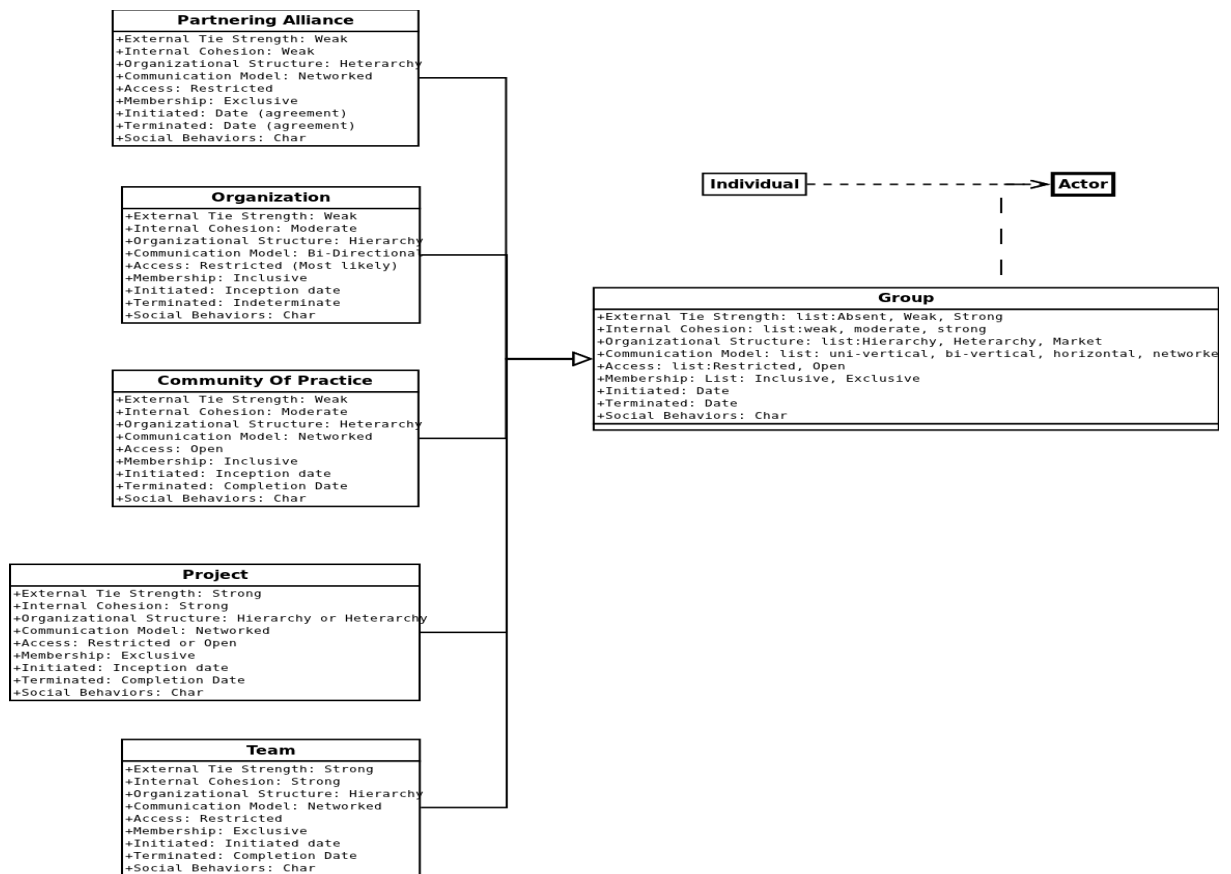 Partnering Alliance
+External Tie Strength: Weak
+Internal Cohesion: Weak
+Organizational Structure: Heterarchy
+Communication Model: Networked
+Access: Restricted
+Membership: Exclusive
+Initiated: Date (agreement)
+Terminated: Date (agreement)
+Social Behaviors: Char
Organization
+External Tie Strength: Weak
+Internal Cohesion: Moderate
+Organizational Structure: Hierarchy
+Communication Model: Bi-Directional
+Access: Restricted (Most likely)
+Membership: Inclusive
+Initiated: Inception date
+Terminated: Indeterminate
+Social Behaviors: Char
Community Of Practice
+External Tie Strength: Weak
+Internal Cohesion: Moderate
+Organizational Structure: Heterarchy
+Communication Model: Networked
+Access: Open
+Membership: Inclusive
+Initiated: Inception date
+Terminated: Completion Date
+Social Behaviors: Char
Project
+External Tie Strength: Strong
+Internal Cohesion: Strong
+Organizational Structure: Hierarchy or Heterarchy
+Communication Model: Networked
+Access: Restricted or Open
+Membership: Exclusive
+Initiated: Inception date
+Terminated: Completion Date
+Social Behaviors: Char
Team
+External Tie Strength: Strong
+Internal Cohesion: Strong
+Organizational Structure: Hierarchy
+Communication Model: Networked
+Access: Restricted
+Membership: Exclusive
+Initiated: Initiated date
+Terminated: Completion Date
+Social Behaviors: Char
Individual
Actor
Group
+External Tie Strength: list:Absent, Weak, Strong
+Internal Cohesion: list:weak, moderate, strong
+Organizational Structure: list:Hierarchy, Heterarchy, Market
+Communication Model: list: uni-vertical, bi-vertical, horizontal, networke
+Access: list:Restricted, Open
+Membership: List: Inclusive, Exclusive
+Initiated: Date
+Terminated: Date
+Social Behaviors: Char